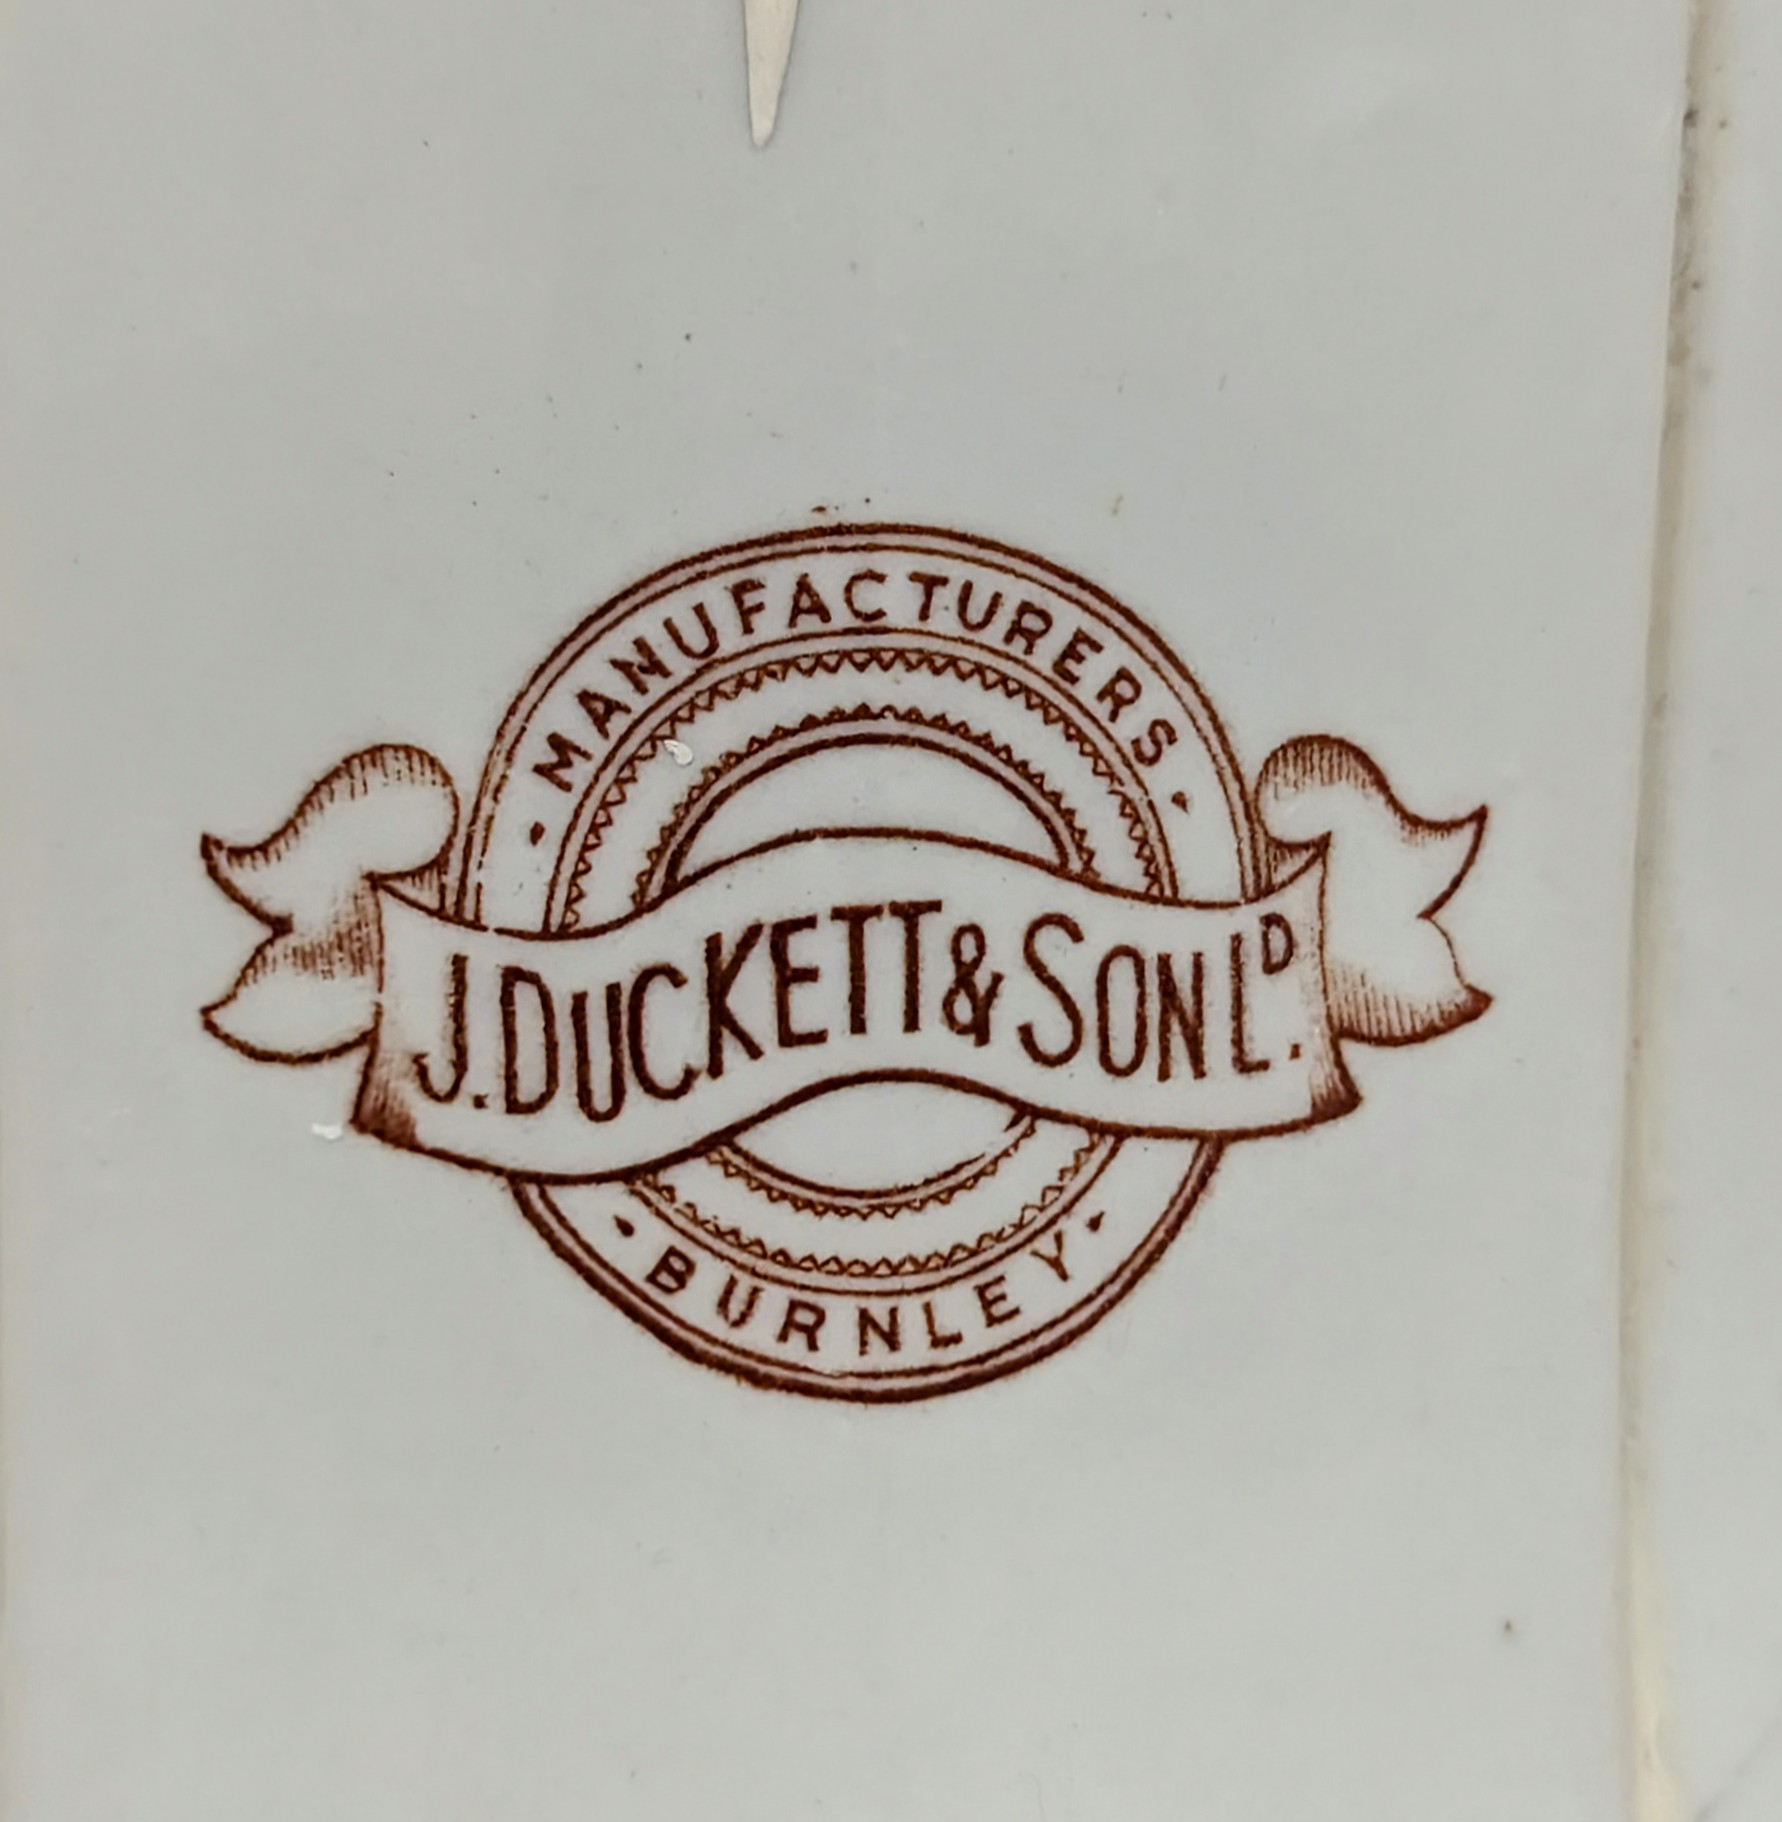 · MANUFACTURERS ·
J. DUCKETT & SON LD.
· BURNLEY ·